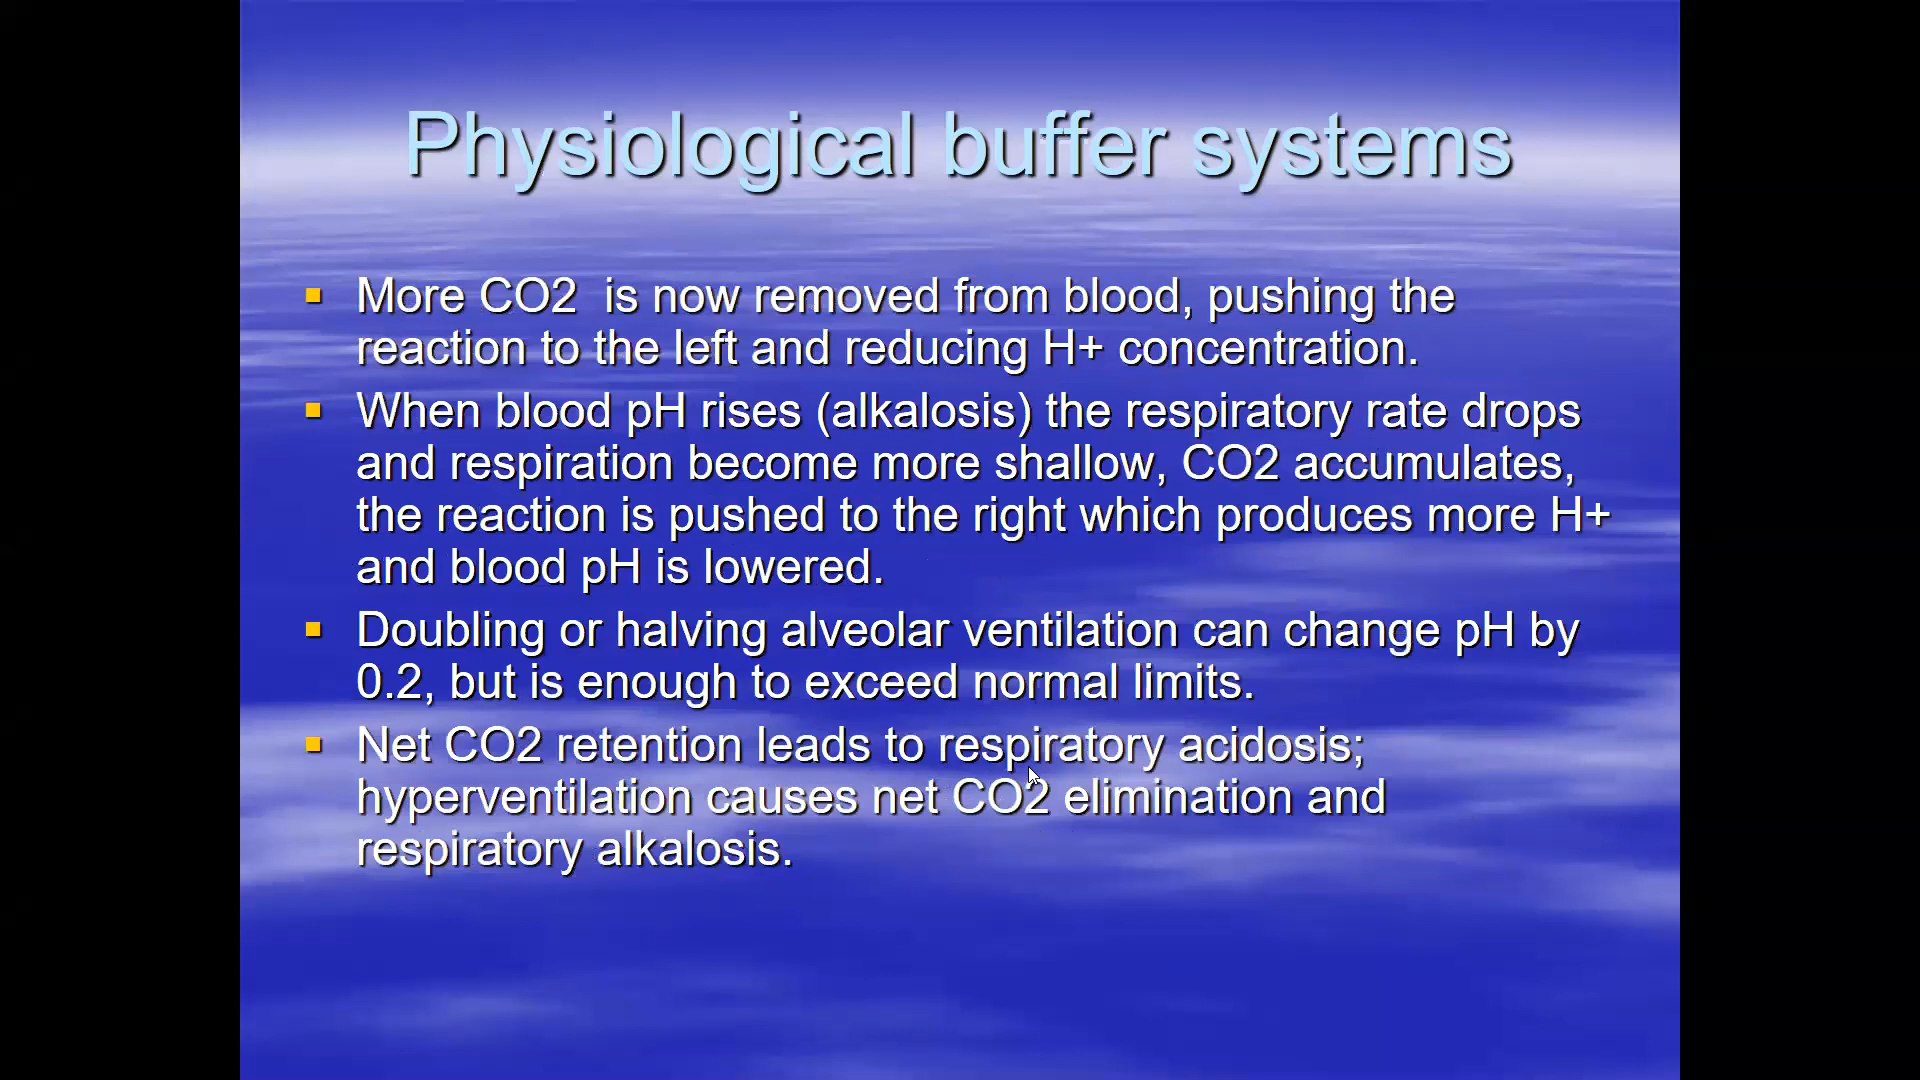 Physiological buffer systems
More CO2  is now removed from blood, pushing the
reaction to the left and reducing H+ concentration.
When blood pH rises (alkalosis) the respiratory rate drops
and respiration become more shallow, CO2 accumulates,
the reaction is pushed to the right which produces more H+
and blood pH is lowered.
Doubling or halving alveolar ventilation can change pH by
0.2, but is enough to exceed normal limits.
Net CO2 retention leads to respiratory acidosis;
hyperventilation causes net CO2 elimination and
respiratory alkalosis.